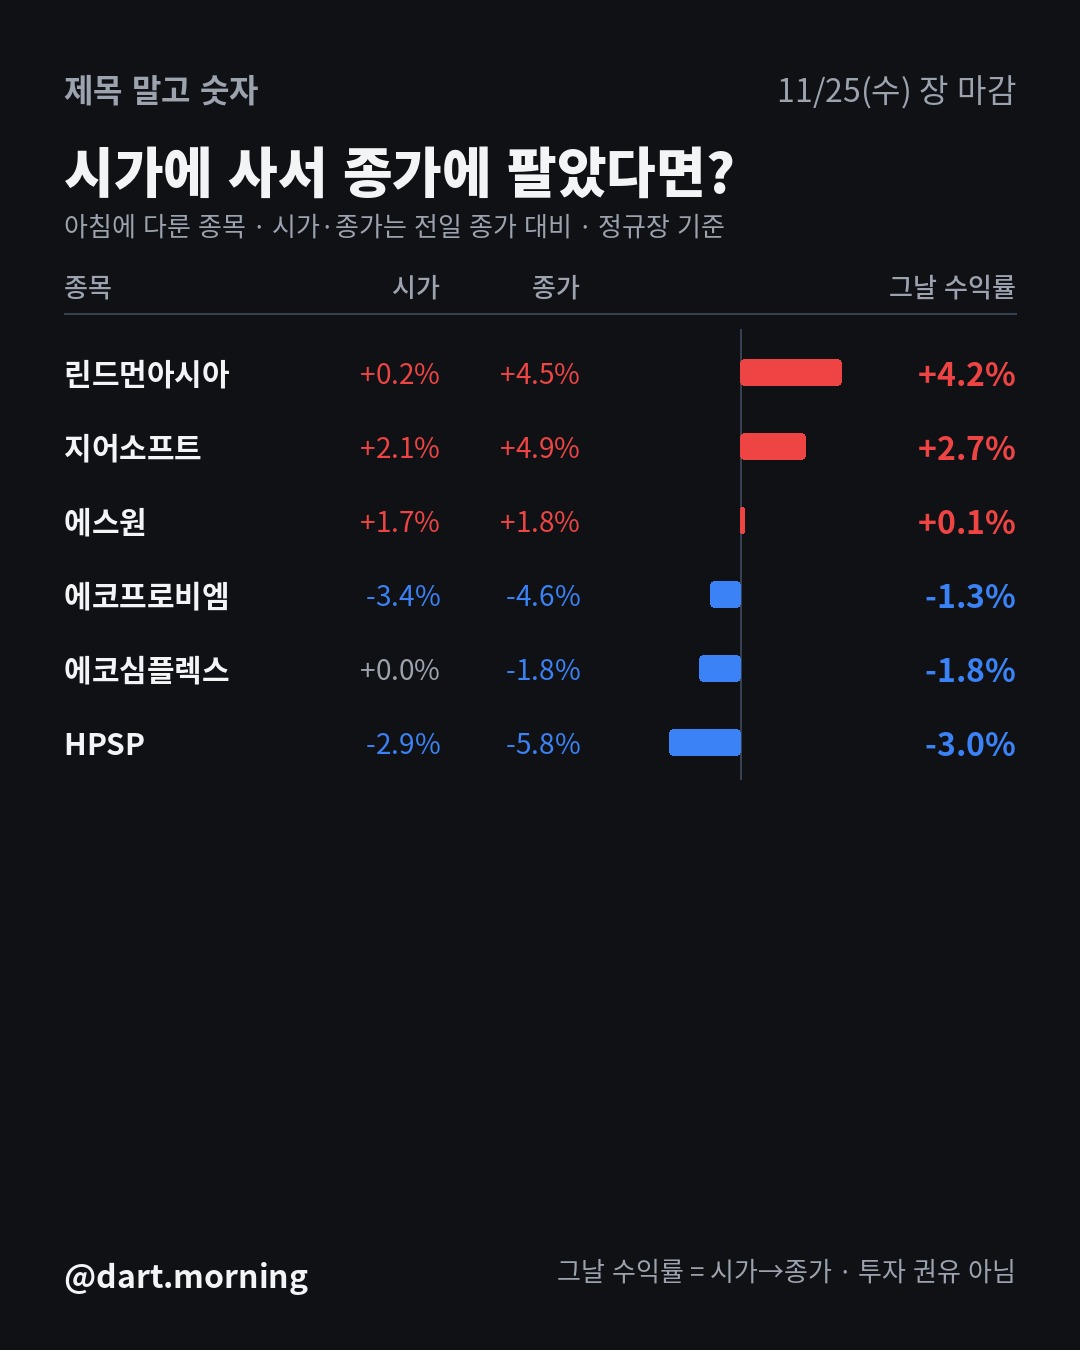 제목 말고 숫자
11/25(수) 장 마감
시가에 사서 종가에 팔았다면?
아침에 다룬 종목 · 시가·종가는 전일 종가 대비 · 정규장 기준
종목 시가 종가 그날 수익률
린드먼아시아 +0.2% +4.5% +4.2%
지어소프트 +2.1% +4.9% +2.7%
에스원 +1.7% +1.8% +0.1%
에코프로비엠 -3.4% -4.6% -1.3%
에코심플렉스 +0.0% -1.8% -1.8%
HPSP -2.9% -5.8% -3.0%
@dart.morning
그날 수익률 = 시가→종가 · 투자 권유 아님